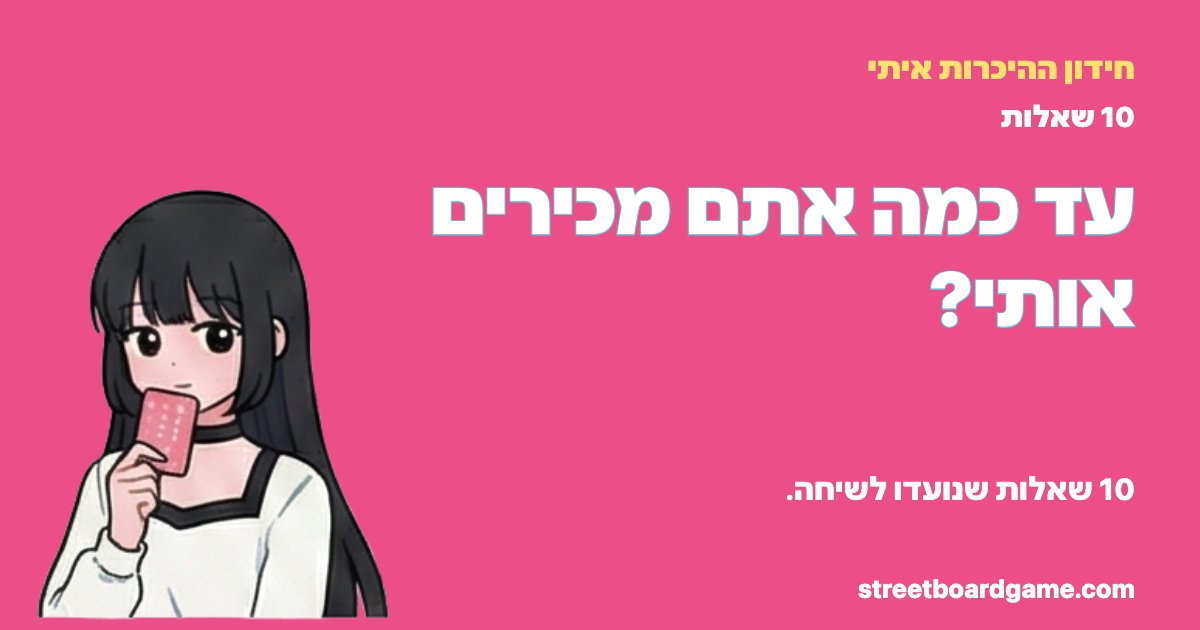 חידון ההיכרות איתי
10 שאלות
עד כמה אתם מכירים
אותי?
10 שאלות שנועדו לשיחה.
streetboardgame.com